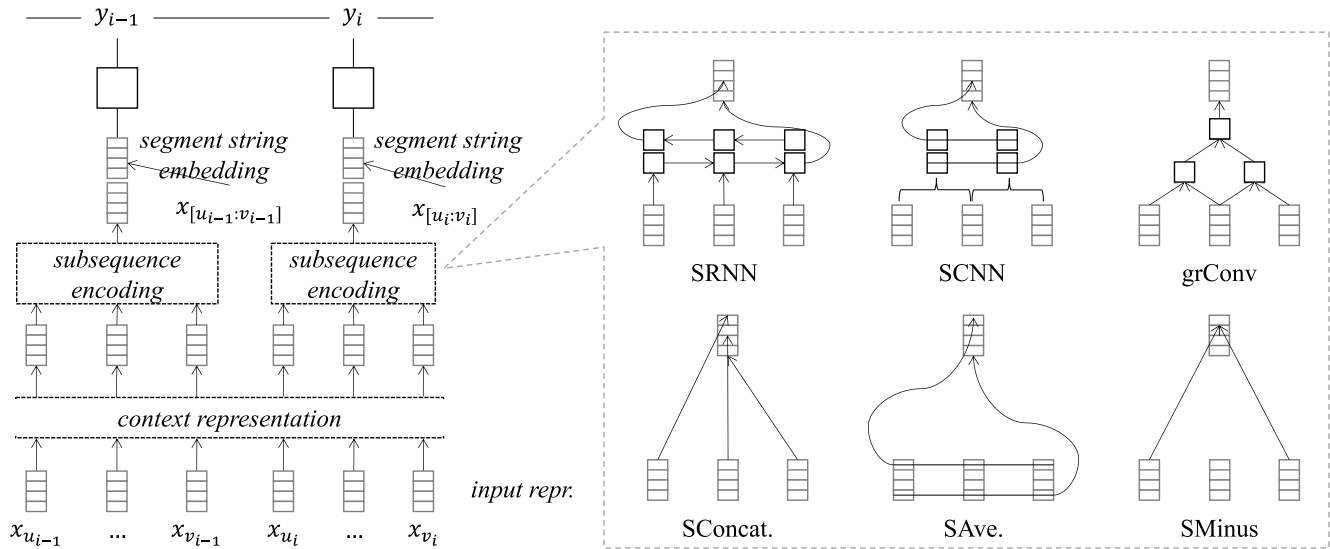 y_{i-1} y_i
segment string embedding
x_{[u_{i-1}:v_{i-1}]}
segment string embedding
x_{[u_i:v_i]}
subsequence encoding
subsequence encoding
context representation
input repr.
x_{u_{i-1}} ... x_{v_{i-1}} x_{u_i} ... x_{v_i}
SRNN SCNN grConv
SConcat. SAve. SMinus